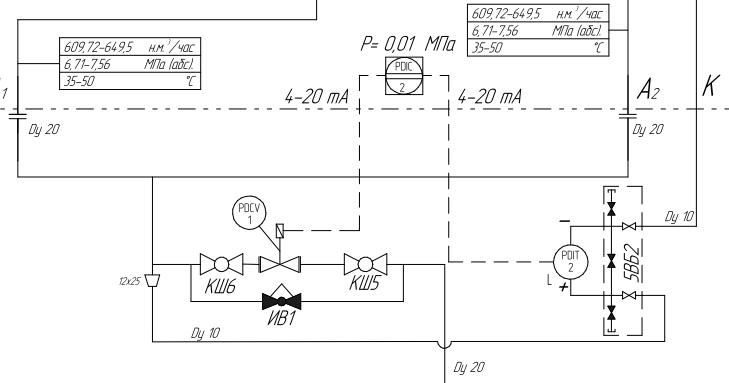 609,72-649,5 н.м.³/час
6,71-7,56 МПа (абс).
35-50 °С
609,72-649,5 н.м.³/час
6,71-7,56 МПа (абс).
35-50 °С
P= 0,01 МПа
PDIC
2
1
4-20 mA
4-20 mA
А2
К
Dy 20
Dy 20
PDCV
1
Dy 10
–
PDIT
2
L
+
5ВБ2
12x25
КШ6
КШ5
ИВ1
Dy 10
Dy 20